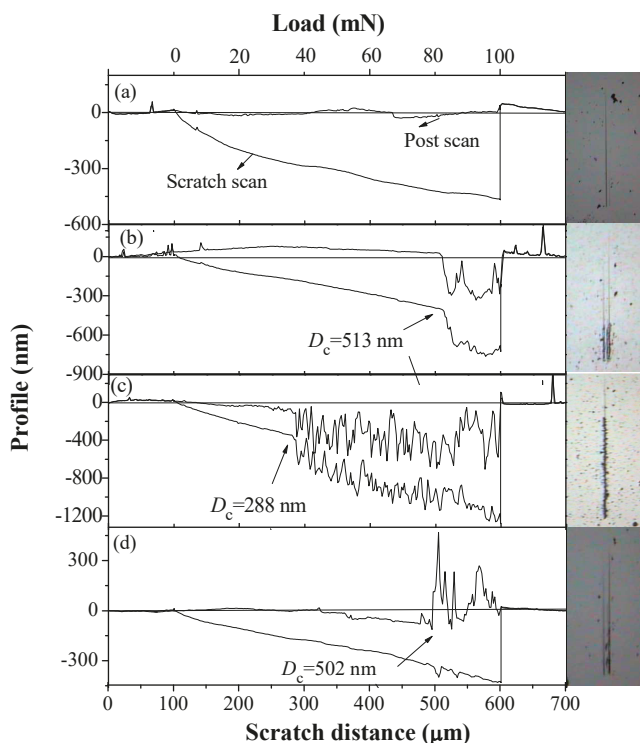 Load (mN)
0 20 40 60 80 100
(a)
0
-300
-600
Post scan
Scratch scan
(b)
0
-300
-600
-900
Dc=513 nm
(c)
0
-400
-800
-1200
Dc=288 nm
(d)
300
0
-300
Dc=502 nm
0 100 200 300 400 500 600 700
Scratch distance (μm)
Profile (nm)